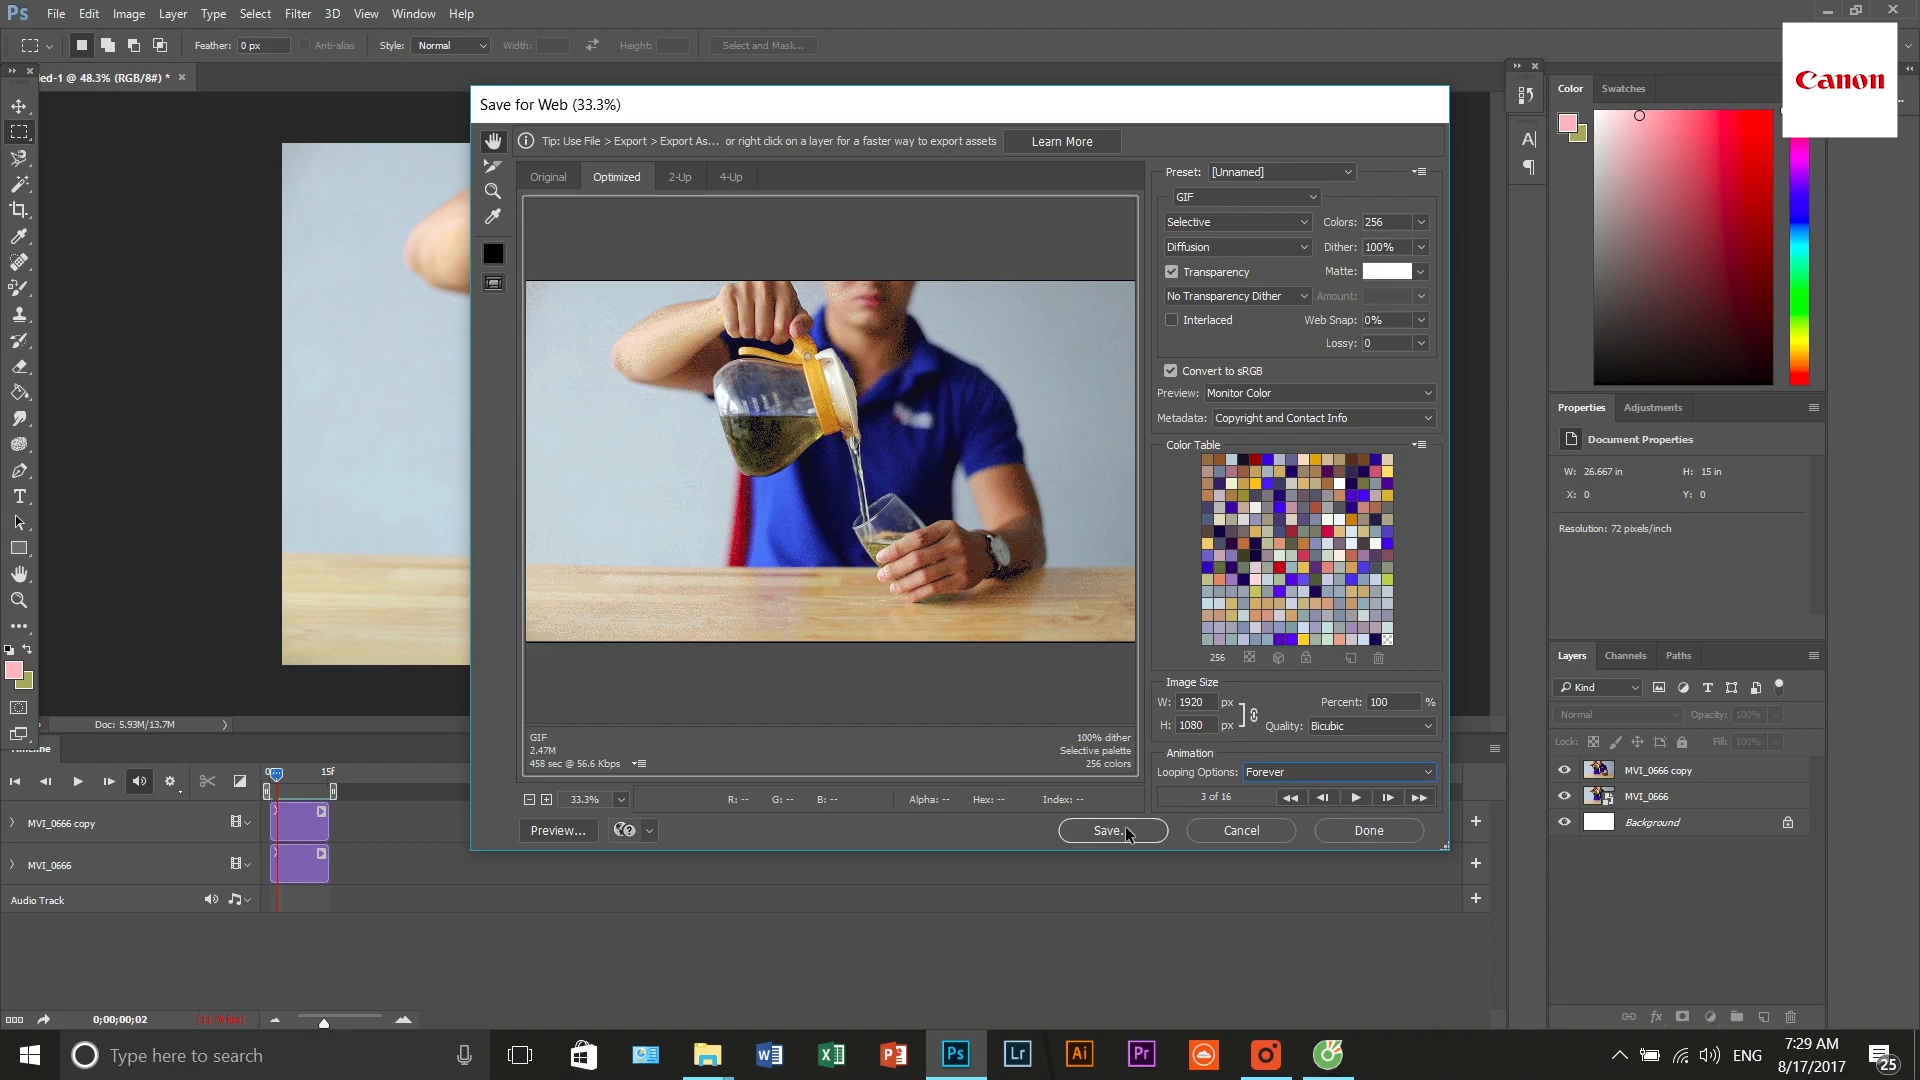 Ps File Edit Image Layer Type Select Filter 3D View Window Help
Feather: 0 px Anti-alias Style: Normal Width: Height: Select and Mask...
led-1 @ 48.3% (RGB/8#) * ×
Canon
Save for Web (33.3%)
Tip: Use File > Export > Export As... or right click on a layer for a faster way to export assets Learn More
Original Optimized 2-Up 4-Up
Preset: [Unnamed]
GIF
Selective Colors: 256
Diffusion Dither: 100%
Transparency Matte:
No Transparency Dither Amount:
Interlaced Web Snap: 0%
Lossy: 0
Convert to sRGB
Preview: Monitor Color
Metadata: Copyright and Contact Info
Color Table
256
Image Size
W: 1920 px Percent: 100 %
H: 1080 px Quality: Bicubic
Animation
Looping Options: Forever
3 of 16
GIF
2.47M
458 sec @ 56.6 Kbps
100% dither
Selective palette
256 colors
33.3% R: -- G: -- B: -- Alpha: -- Hex: -- Index: --
Preview... Save... Cancel Done
Color Swatches
Properties Adjustments
Document Properties
W: 26.667 in H: 15 in
X: 0 Y: 0
Resolution: 72 pixels/inch
Layers Channels Paths
Kind
Normal Opacity: 100%
Lock: Fill: 100%
MVI_0666 copy
MVI_0666
Background
Doc: 5.93M/13.7M
Timeline
15f
MVI_0666 copy
MVI_0666
Audio Track
0;00;00;02
Type here to search
Ps Lr Ai Pr
ENG
7:29 AM
8/17/2017
25